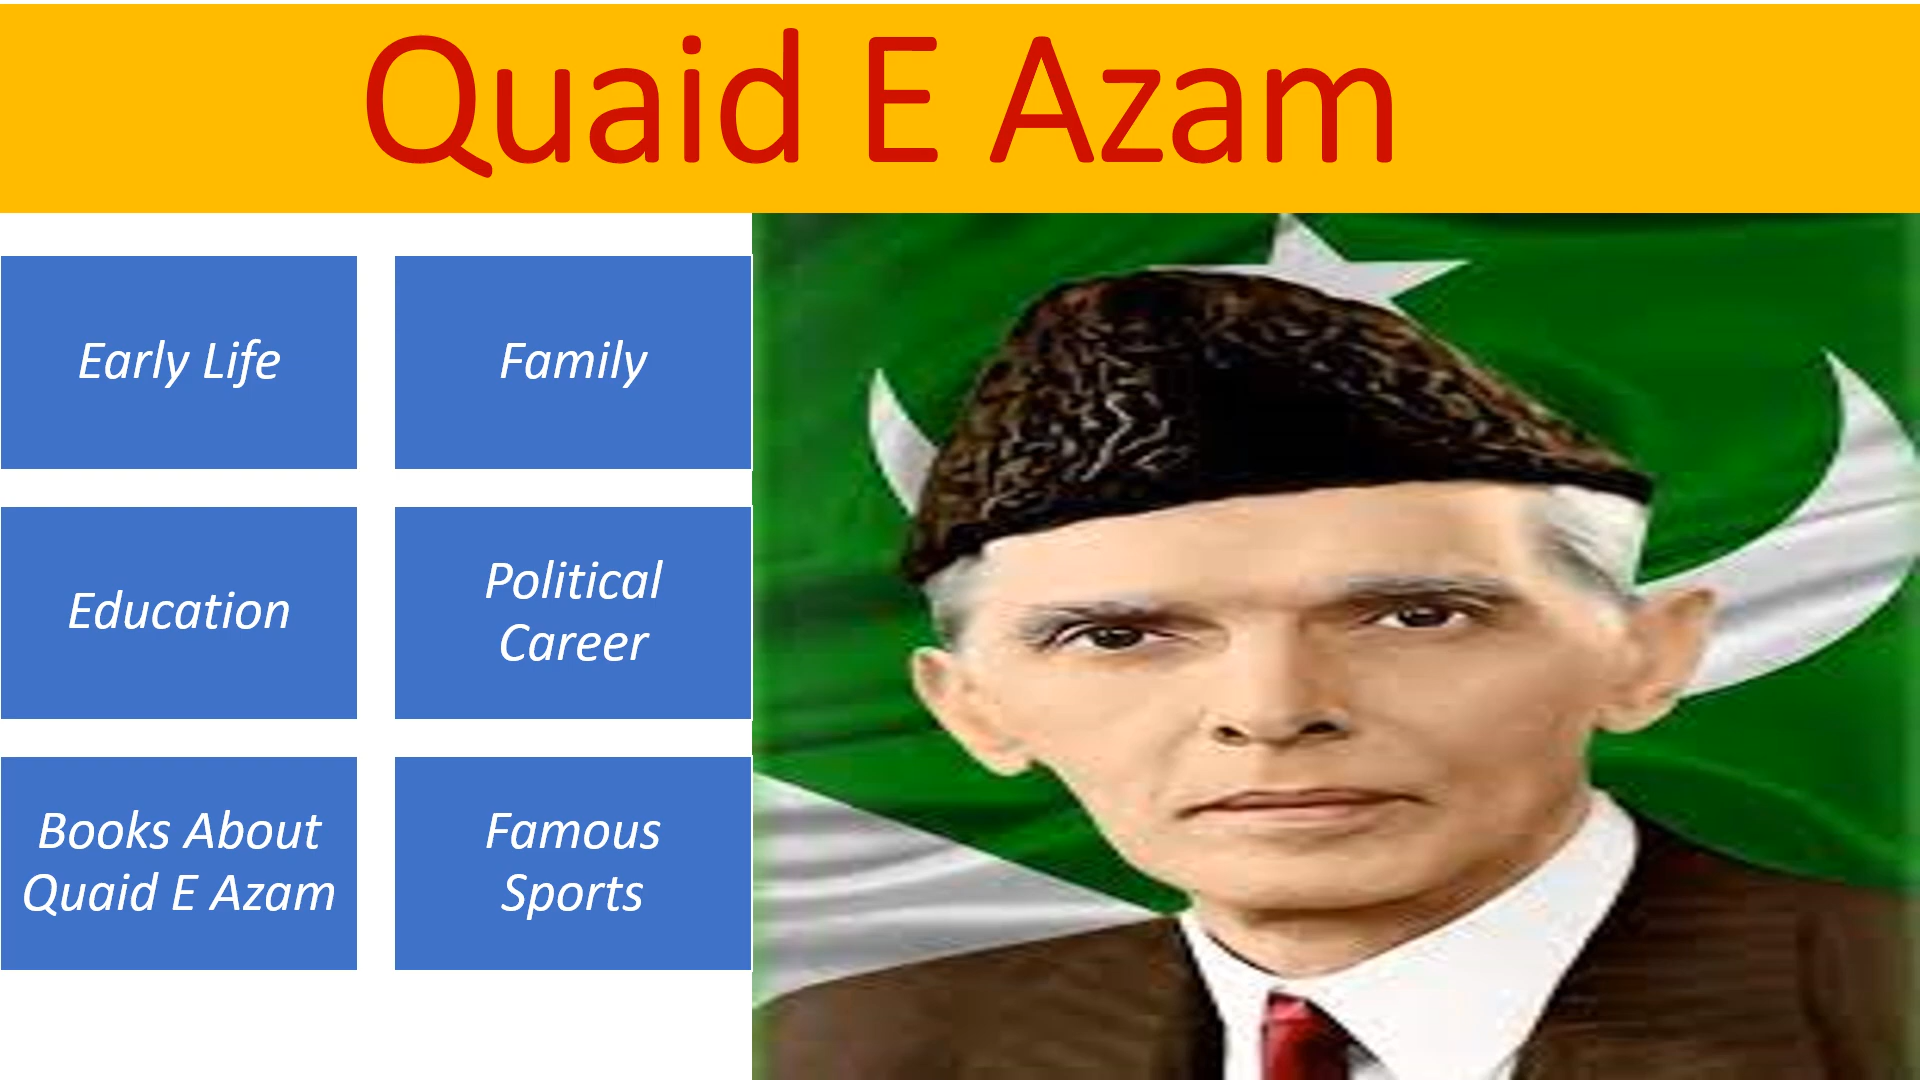 Quaid E Azam
Early Life
Family
Education
Political
Career
Books About
Quaid E Azam
Famous
Sports